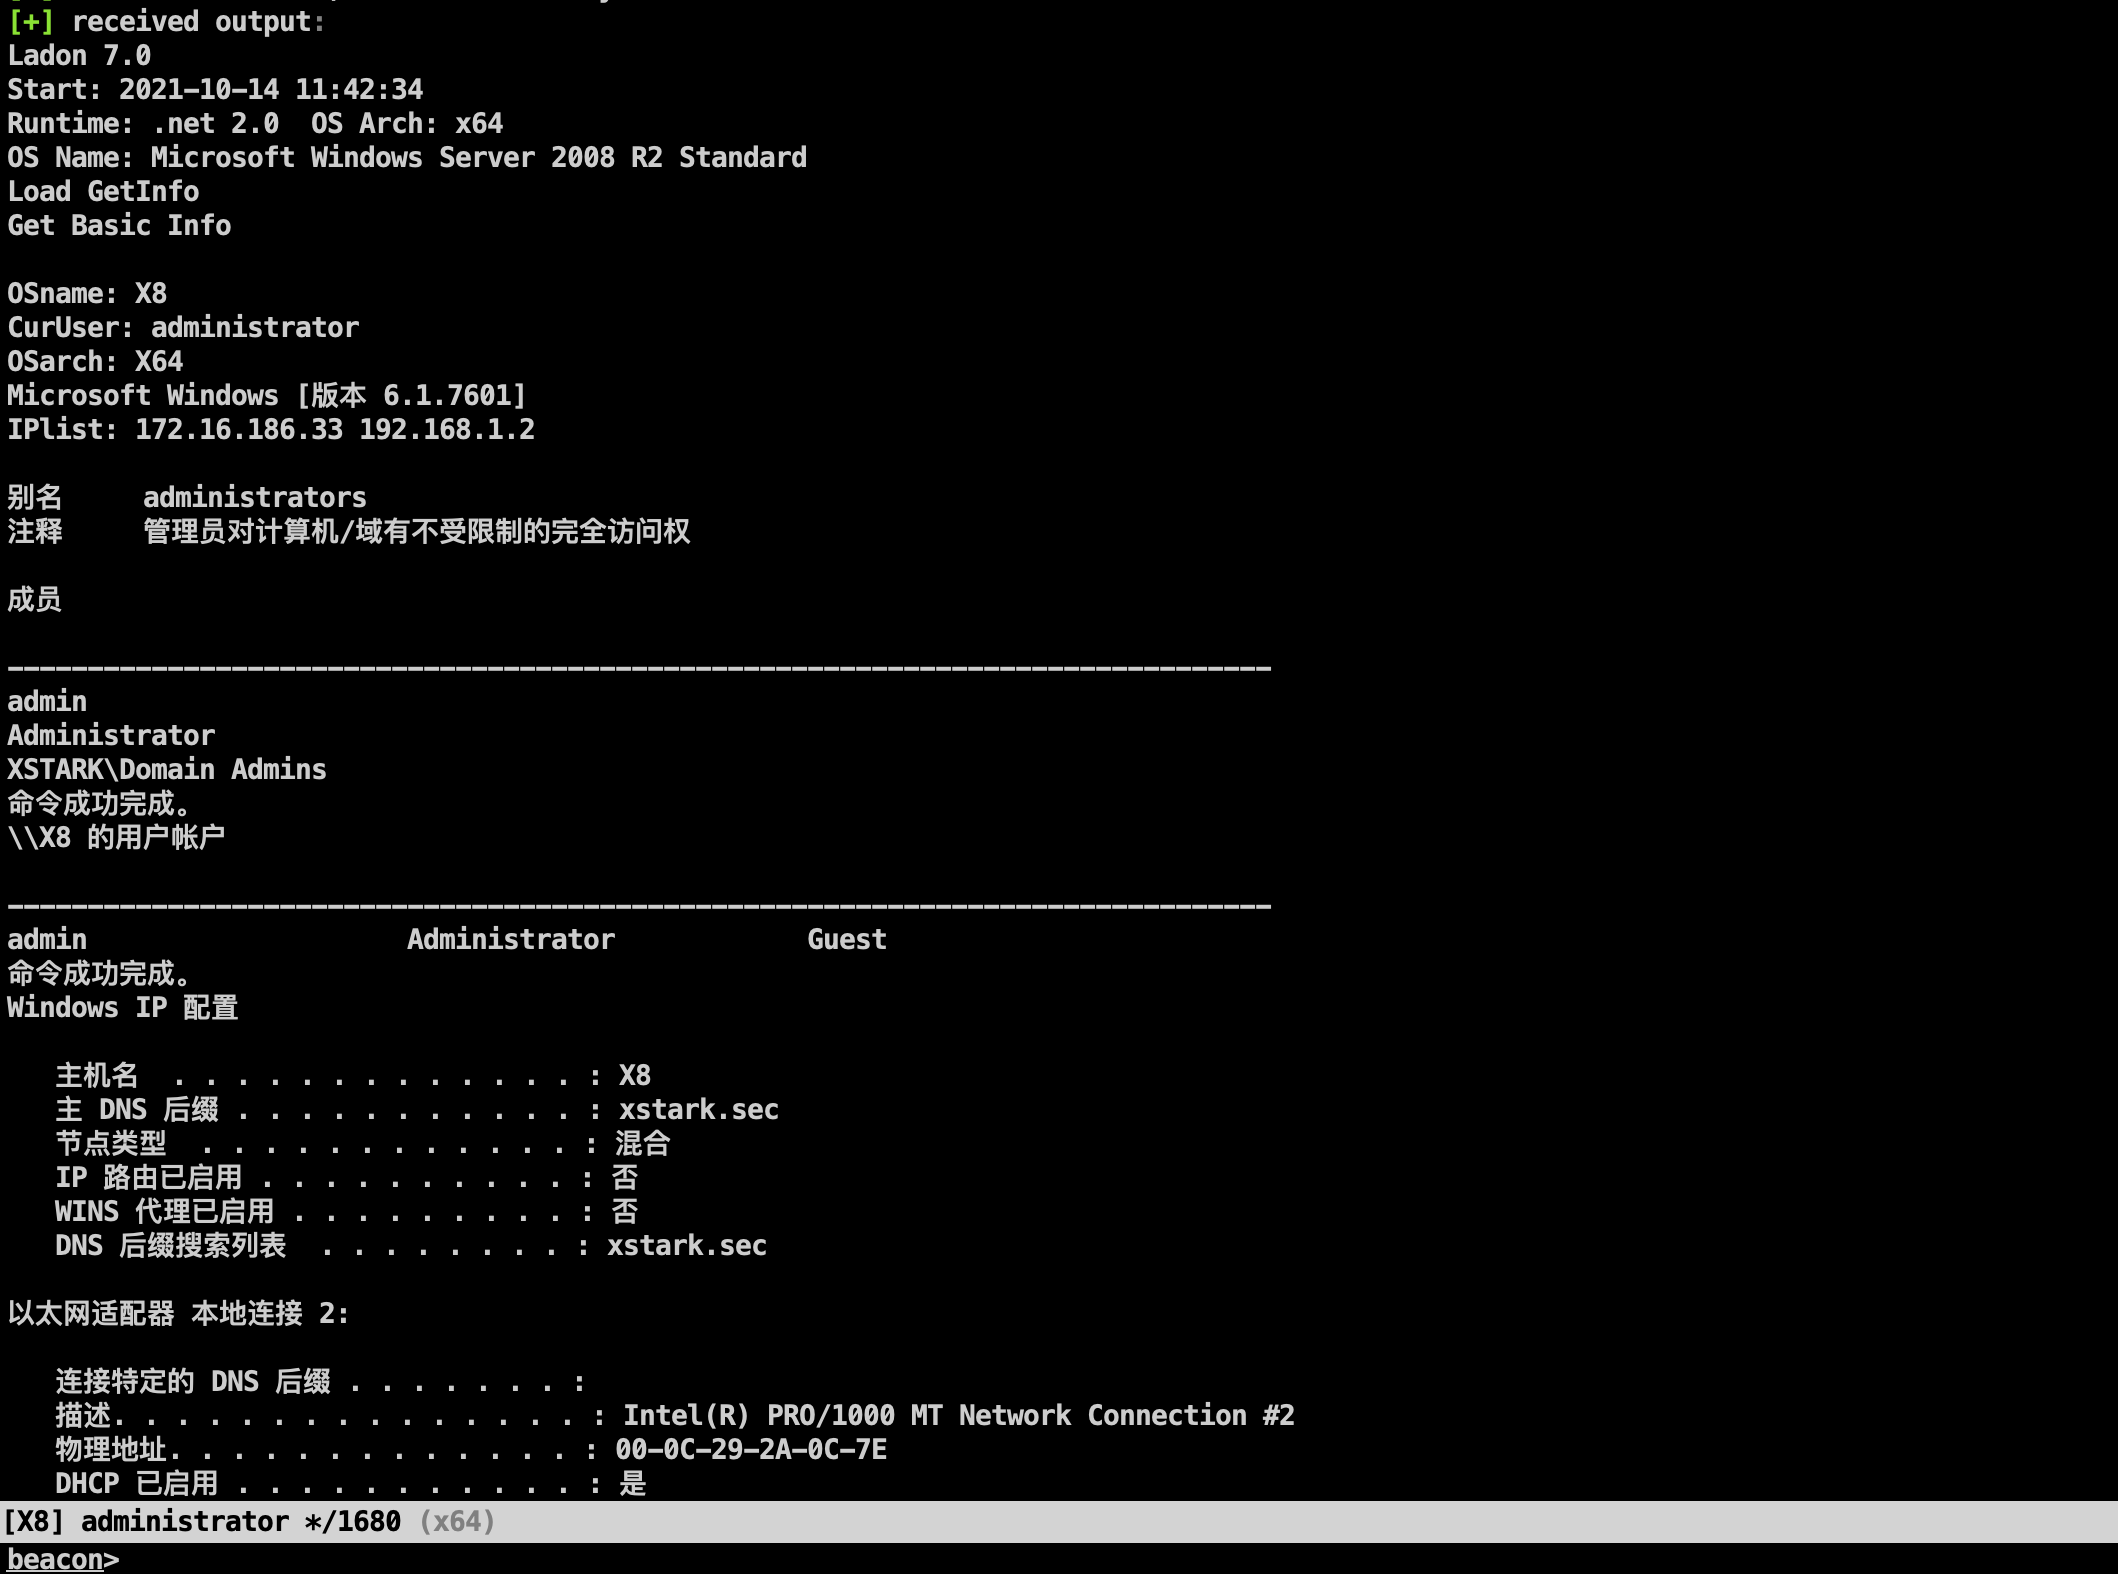 [+] received output:
Ladon 7.0
Start: 2021-10-14 11:42:34
Runtime: .net 2.0  OS Arch: x64
OS Name: Microsoft Windows Server 2008 R2 Standard
Load GetInfo
Get Basic Info
OSname: X8
CurUser: administrator
OSarch: X64
Microsoft Windows [版本 6.1.7601]
IPlist: 172.16.186.33 192.168.1.2
别名     administrators
注释     管理员对计算机/域有不受限制的完全访问权
成员
-------------------------------------------------------------------------------
admin
Administrator
XSTARK\Domain Admins
命令成功完成。
\\X8 的用户帐户
-------------------------------------------------------------------------------
admin                    Administrator            Guest
命令成功完成。
Windows IP 配置
主机名  . . . . . . . . . . . . . . : X8
主 DNS 后缀 . . . . . . . . . . . : xstark.sec
节点类型  . . . . . . . . . . . . . : 混合
IP 路由已启用 . . . . . . . . . . : 否
WINS 代理已启用 . . . . . . . . . : 否
DNS 后缀搜索列表  . . . . . . . . : xstark.sec
以太网适配器 本地连接 2:
连接特定的 DNS 后缀 . . . . . . . :
描述. . . . . . . . . . . . . . . . : Intel(R) PRO/1000 MT Network Connection #2
物理地址. . . . . . . . . . . . . . : 00-0C-29-2A-0C-7E
DHCP 已启用 . . . . . . . . . . . : 是
[X8] administrator */1680 (x64)
beacon>